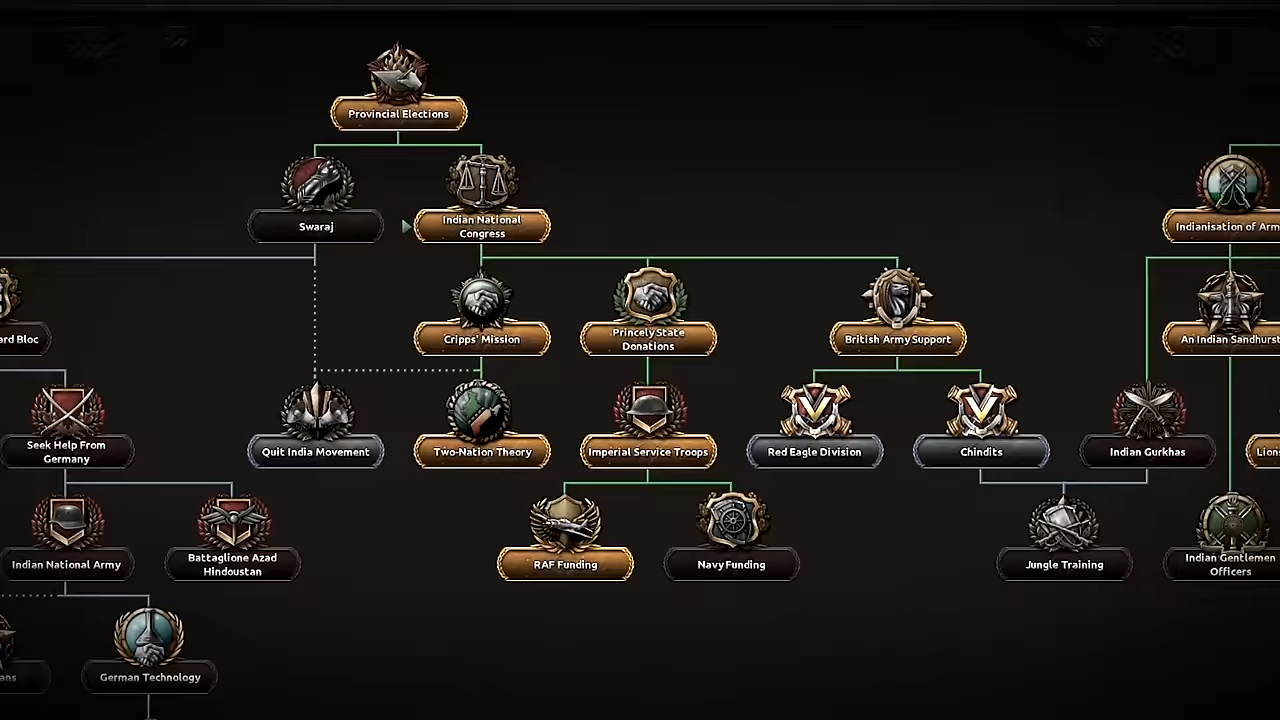 Provincial Elections
Swaraj
Indian National
Congress
Indianisation of Arm
ard Bloc
Cripps' Mission
Princely State
Donations
British Army Support
An Indian Sandhurst
Seek Help From
Germany
Quit India Movement
Two-Nation Theory
Imperial Service Troops
Red Eagle Division
Chindits
Indian Gurkhas
Lions
Indian National Army
Battaglione Azad
Hindoustan
RAF Funding
Navy Funding
Jungle Training
Indian Gentlemen
Officers
ans
German Technology